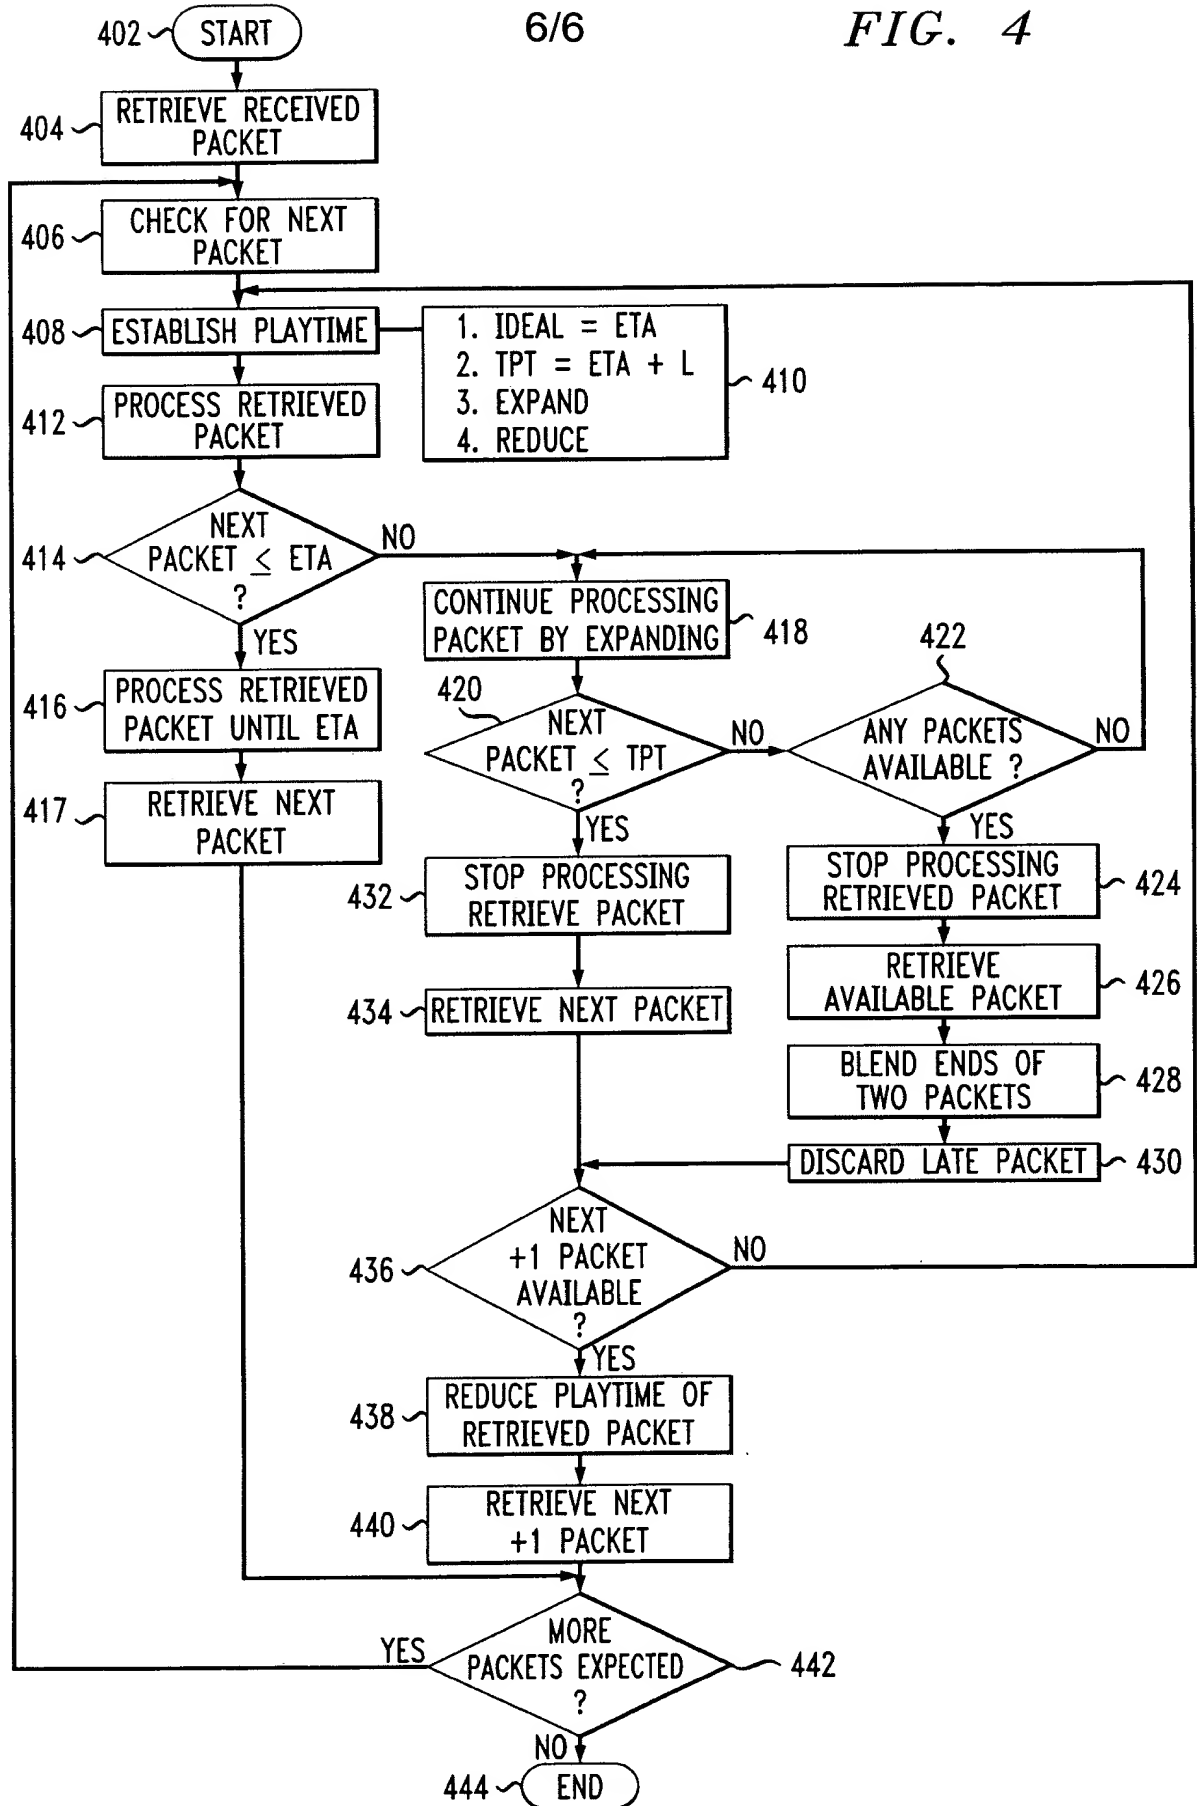 6/6
FIG. 4
402
START
404
RETRIEVE RECEIVED
PACKET
406
CHECK FOR NEXT
PACKET
408
ESTABLISH PLAYTIME
1. IDEAL = ETA
2. TPT = ETA + L
3. EXPAND
4. REDUCE
410
412
PROCESS RETRIEVED
PACKET
414
NEXT
PACKET ≤ ETA
?
NO
YES
416
PROCESS RETRIEVED
PACKET UNTIL ETA
417
RETRIEVE NEXT
PACKET
CONTINUE PROCESSING
PACKET BY EXPANDING
418
420
NEXT
PACKET ≤ TPT
?
NO
YES
422
ANY PACKETS
AVAILABLE ?
NO
YES
432
STOP PROCESSING
RETRIEVE PACKET
434
RETRIEVE NEXT PACKET
STOP PROCESSING
RETRIEVED PACKET
424
RETRIEVE
AVAILABLE PACKET
426
BLEND ENDS OF
TWO PACKETS
428
DISCARD LATE PACKET
430
436
NEXT
+1 PACKET
AVAILABLE
?
NO
YES
438
REDUCE PLAYTIME OF
RETRIEVED PACKET
440
RETRIEVE NEXT
+1 PACKET
YES
MORE
PACKETS EXPECTED
?
442
NO
444
END